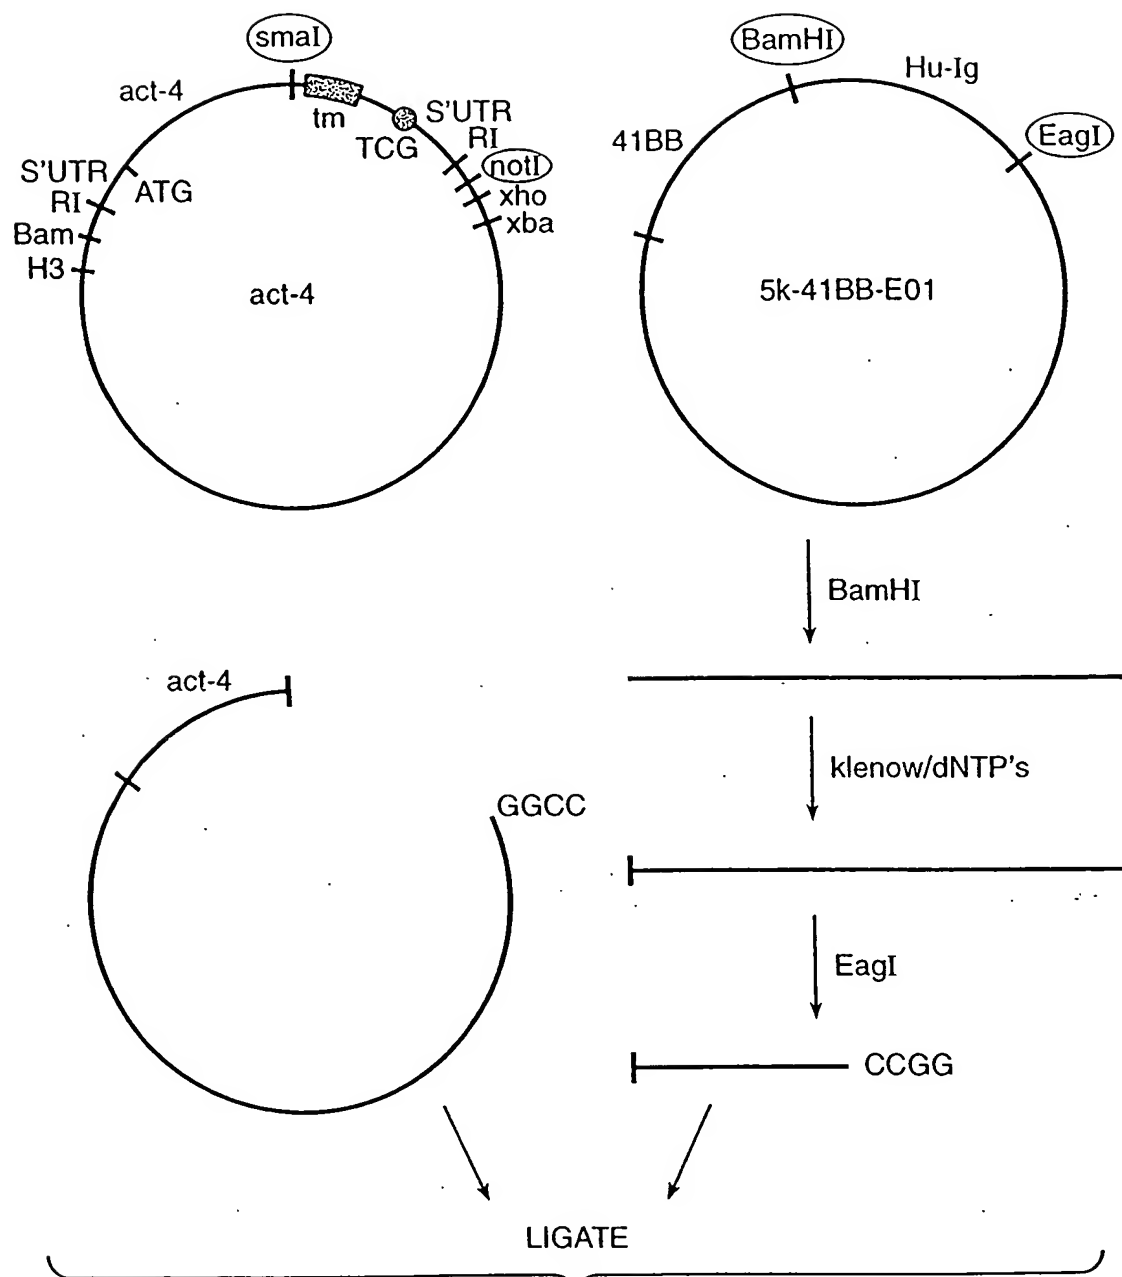 smaI
act-4
tm
TCG
S'UTR
RI
notI
xho
xba
S'UTR
RI
ATG
Bam
H3
act-4
BamHI
Hu-Ig
41BB
EagI
5k-41BB-E01
BamHI
act-4
klenow/dNTP's
GGCC
EagI
CCGG
LIGATE